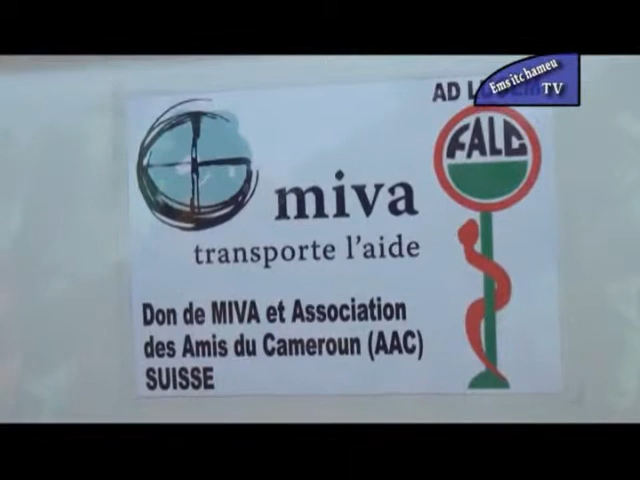 Emsitchameu
TV
AD
FALC
miva
transporte l'aide
Don de MIVA et Association
des Amis du Cameroun (AAC)
SUISSE